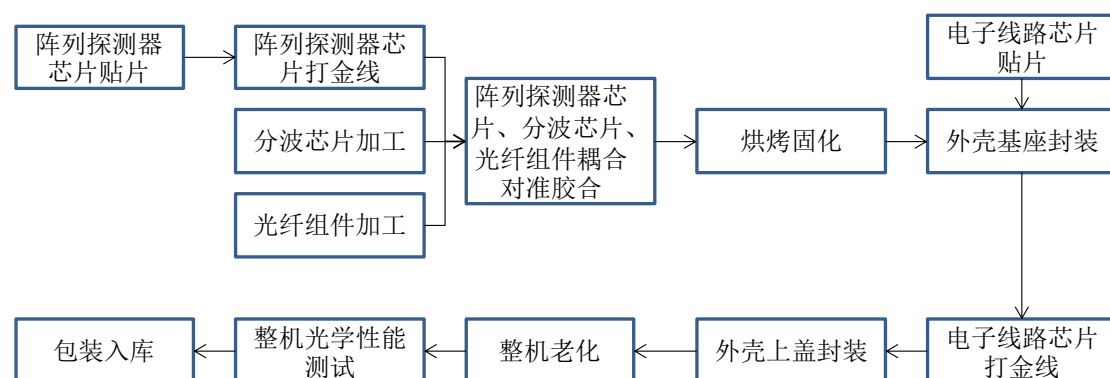 阵列探测器
芯片贴片
阵列探测器芯
片打金线
分波芯片加工
光纤组件加工
阵列探测器芯
片、分波芯片、
光纤组件耦合
对准胶合
烘烤固化
电子线路芯片
贴片
外壳基座封装
电子线路芯片
打金线
外壳上盖封装
整机老化
整机光学性能
测试
包装入库